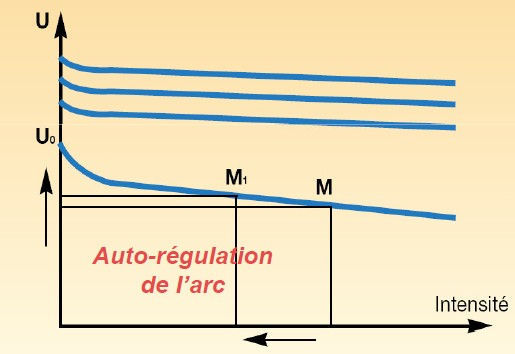 U
U₀
M₁
M
Auto-régulation
de l'arc
Intensité